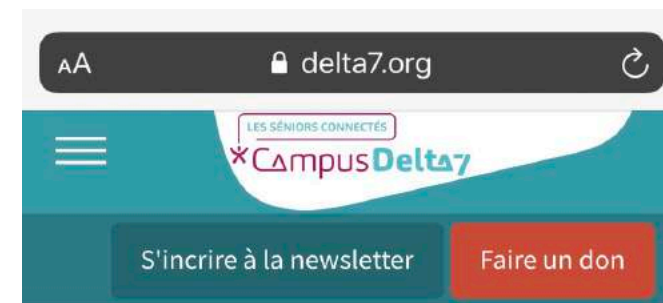 AA delta7.org
LES SÉNIORS CONNECTÉS
CAmpusDelta7
S'incrire à la newsletter Faire un don